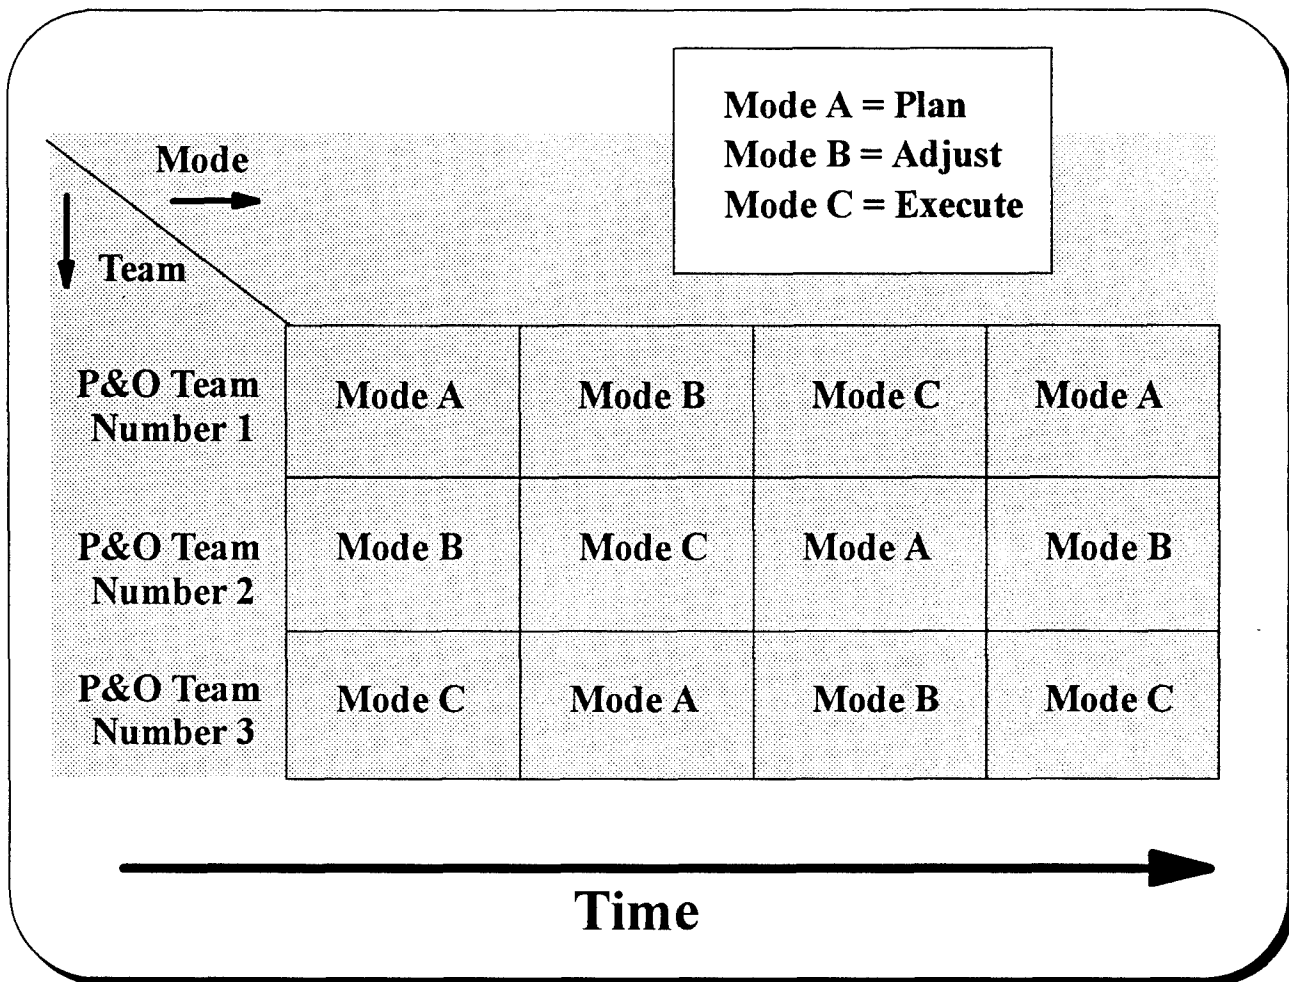 Mode A = Plan
Mode B = Adjust
Mode C = Execute
Mode
Team
P&O Team
Number 1
Mode A
Mode B
Mode C
Mode A
P&O Team
Number 2
Mode B
Mode C
Mode A
Mode B
P&O Team
Number 3
Mode C
Mode A
Mode B
Mode C
Time